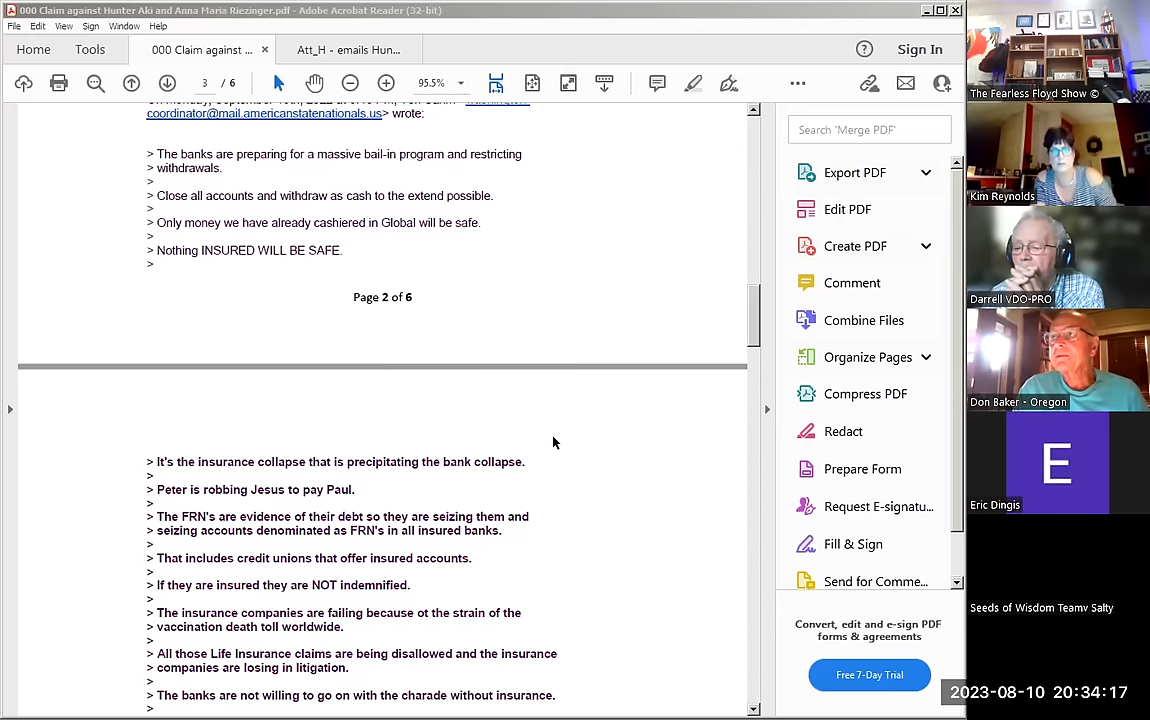 000 Claim against Hunter Aki and Anna Maria Riezinger.pdf - Adobe Acrobat Reader (32-bit)
File Edit View Sign Window Help
Home Tools 000 Claim against ... × Att_H - emails Hun... Sign In
3 / 6 95.5%
coordinator@mail.americanstatenationals.us> wrote:
> The banks are preparing for a massive bail-in program and restricting
> withdrawals.
>
> Close all accounts and withdraw as cash to the extend possible.
>
> Only money we have already cashiered in Global will be safe.
>
> Nothing INSURED WILL BE SAFE.
>
Page 2 of 6
> It's the insurance collapse that is precipitating the bank collapse.
>
> Peter is robbing Jesus to pay Paul.
>
> The FRN's are evidence of their debt so they are seizing them and
> seizing accounts denominated as FRN's in all insured banks.
>
> That includes credit unions that offer insured accounts.
>
> If they are insured they are NOT indemnified.
>
> The insurance companies are failing because ot the strain of the
> vaccination death toll worldwide.
>
> All those Life Insurance claims are being disallowed and the insurance
> companies are losing in litigation.
>
> The banks are not willing to go on with the charade without insurance.
>
Search 'Merge PDF'
Export PDF
Edit PDF
Create PDF
Comment
Combine Files
Organize Pages
Compress PDF
Redact
Prepare Form
Request E-signatu...
Fill & Sign
Send for Comme...
Convert, edit and e-sign PDF
forms & agreements
Free 7-Day Trial
The Fearless Floyd Show ©
Kim Reynolds
Darrell VDO-PRO
Don Baker - Oregon
E
Eric Dingis
Seeds of Wisdom Teamv Salty
2023-08-10 20:34:17